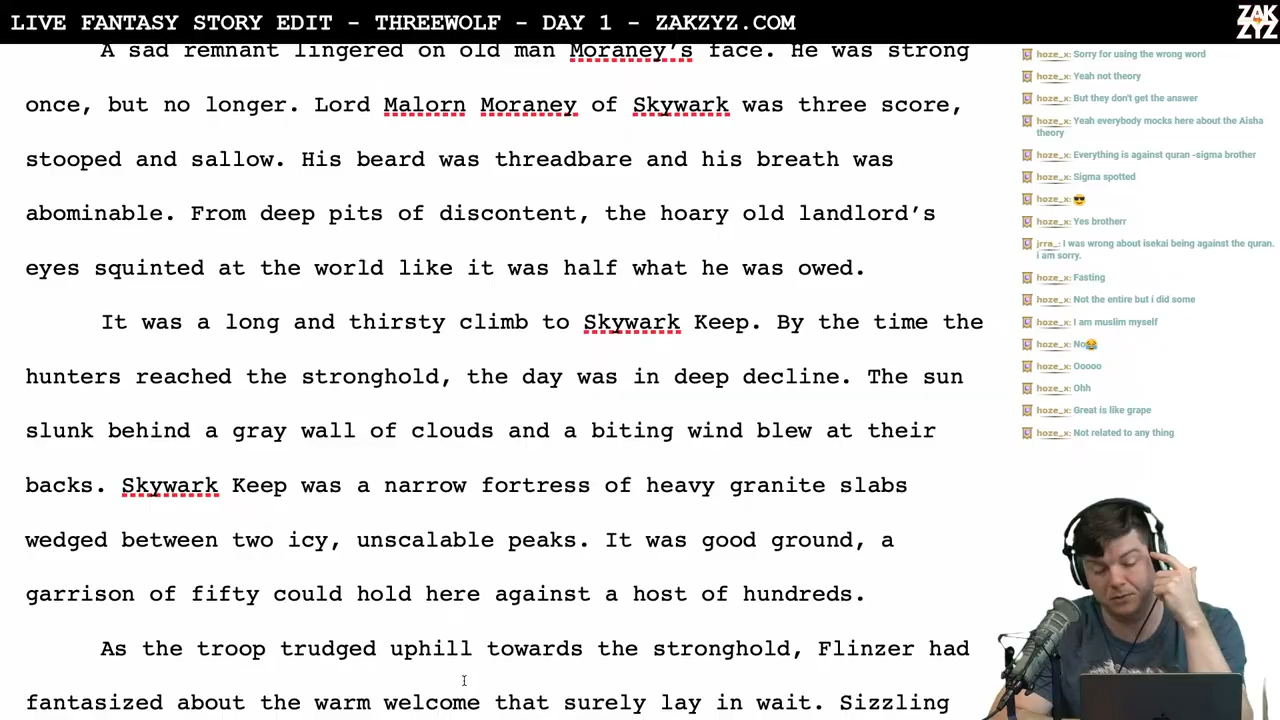 LIVE FANTASY STORY EDIT - THREEWOLF - DAY 1 - ZAKZYZ.COM
ZAK
ZYZ
A sad remnant lingered on old man Moraney’s face. He was strong
once, but no longer. Lord Malorn Moraney of Skywark was three score,
stooped and sallow. His beard was threadbare and his breath was
abominable. From deep pits of discontent, the hoary old landlord’s
eyes squinted at the world like it was half what he was owed.
It was a long and thirsty climb to Skywark Keep. By the time the
hunters reached the stronghold, the day was in deep decline. The sun
slunk behind a gray wall of clouds and a biting wind blew at their
backs. Skywark Keep was a narrow fortress of heavy granite slabs
wedged between two icy, unscalable peaks. It was good ground, a
garrison of fifty could hold here against a host of hundreds.
As the troop trudged uphill towards the stronghold, Flinzer had
fantasized about the warm welcome that surely lay in wait. Sizzling
hoze_x: Sorry for using the wrong word
hoze_x: Yeah not theory
hoze_x: But they don't get the answer
hoze_x: Yeah everybody mocks here about the Aisha
theory
hoze_x: Everything is against quran -sigma brother
hoze_x: Sigma spotted
hoze_x: 😎
hoze_x: Yes brotherr
jrra_: I was wrong about isekai being against the quran.
i am sorry.
hoze_x: Fasting
hoze_x: Not the entire but i did some
hoze_x: I am muslim myself
hoze_x: No😂
hoze_x: Ooooo
hoze_x: Ohh
hoze_x: Great is like grape
hoze_x: Not related to any thing